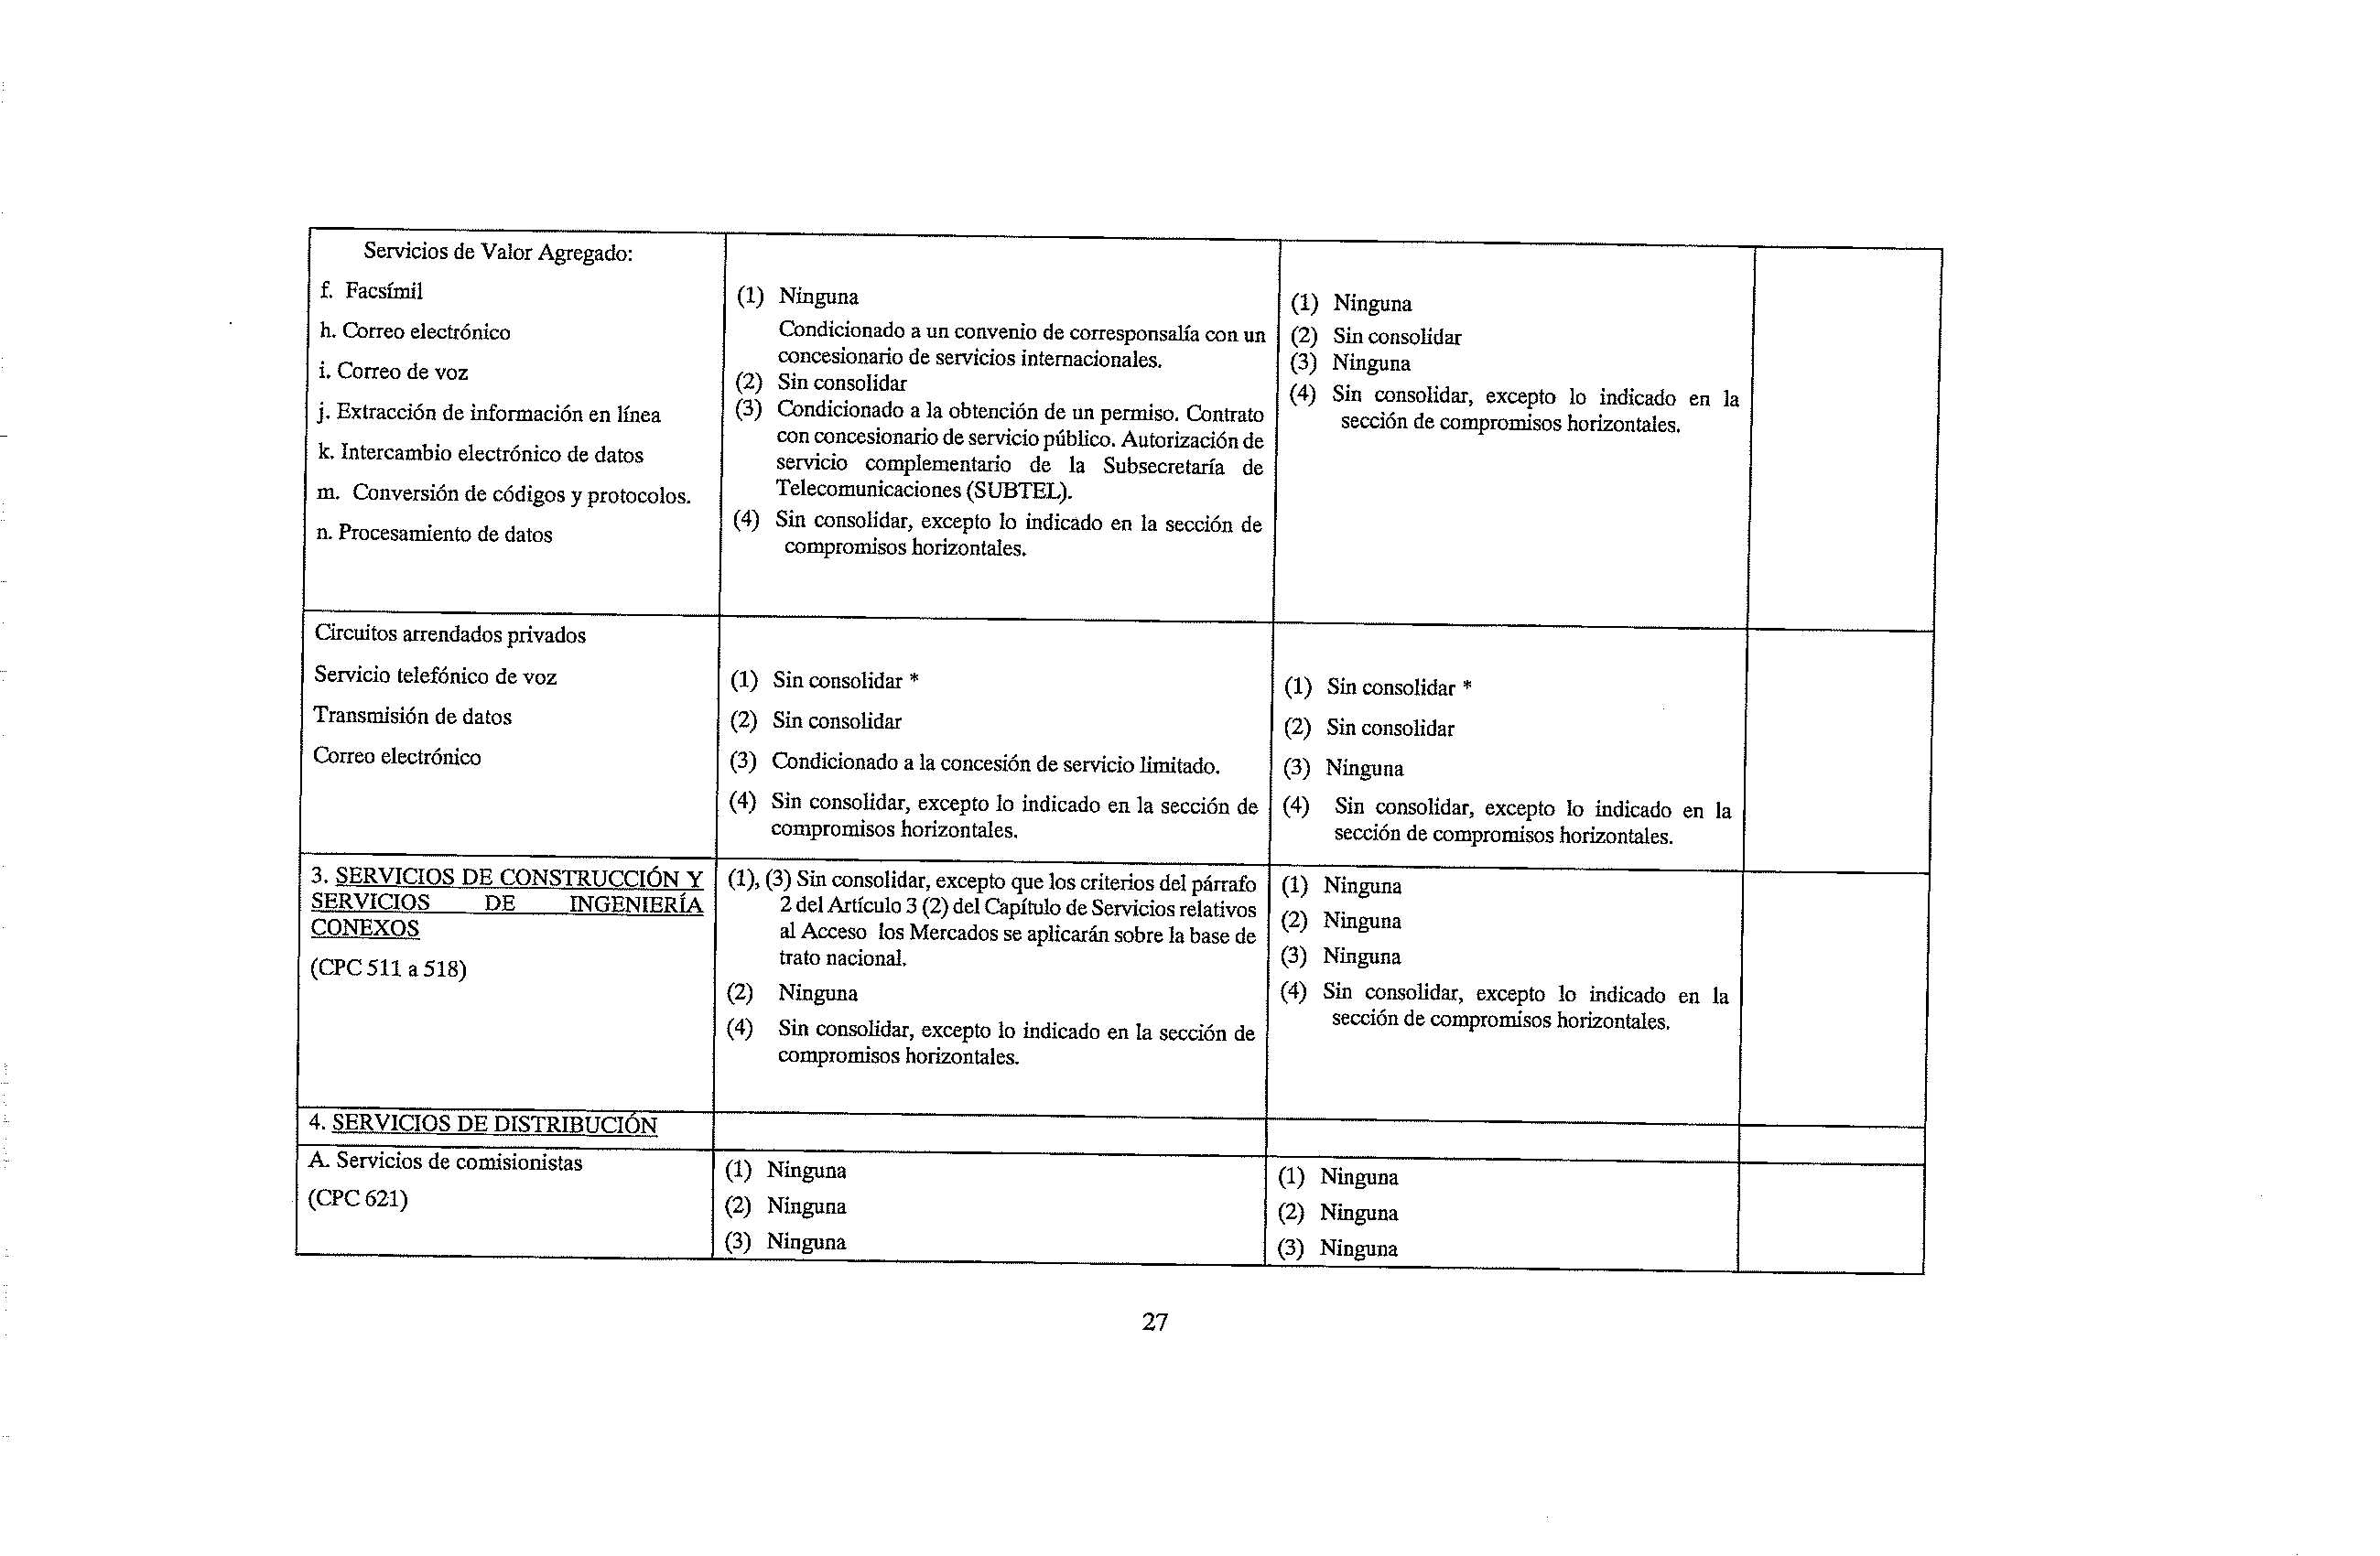 Servicios de Valor Agregado:
f. Facsímil
h. Correo electrónico
i. Correo de voz
j. Extracción de información en línea
k. Intercambio electrónico de datos
m. Conversión de códigos y protocolos.
n. Procesamiento de datos
(1) Ninguna
Condicionado a un convenio de corresponsalía con un
concesionario de servicios internacionales.
(2) Sin consolidar
(3) Condicionado a la obtención de un permiso. Contrato
con concesionario de servicio público. Autorización de
servicio complementario de la Subsecretaría de
Telecomunicaciones (SUBTEL).
(4) Sin consolidar, excepto lo indicado en la sección de
compromisos horizontales.
(1) Ninguna
(2) Sin consolidar
(3) Ninguna
(4) Sin consolidar, excepto lo indicado en la
sección de compromisos horizontales.
Circuitos arrendados privados
Servicio telefónico de voz
Transmisión de datos
Correo electrónico
(1) Sin consolidar *
(2) Sin consolidar
(3) Condicionado a la concesión de servicio limitado.
(4) Sin consolidar, excepto lo indicado en la sección de
compromisos horizontales.
(1) Sin consolidar *
(2) Sin consolidar
(3) Ninguna
(4) Sin consolidar, excepto lo indicado en la
sección de compromisos horizontales.
3. SERVICIOS DE CONSTRUCCIÓN Y
SERVICIOS DE INGENIERÍA
CONEXOS
(CPC 511 a 518)
(1), (3) Sin consolidar, excepto que los criterios del párrafo
2 del Artículo 3 (2) del Capítulo de Servicios relativos
al Acceso los Mercados se aplicarán sobre la base de
trato nacional.
(2) Ninguna
(4) Sin consolidar, excepto lo indicado en la sección de
compromisos horizontales.
(1) Ninguna
(2) Ninguna
(3) Ninguna
(4) Sin consolidar, excepto lo indicado en la
sección de compromisos horizontales.
4. SERVICIOS DE DISTRIBUCIÓN
A. Servicios de comisionistas
(CPC 621)
(1) Ninguna
(2) Ninguna
(3) Ninguna
(1) Ninguna
(2) Ninguna
(3) Ninguna
27